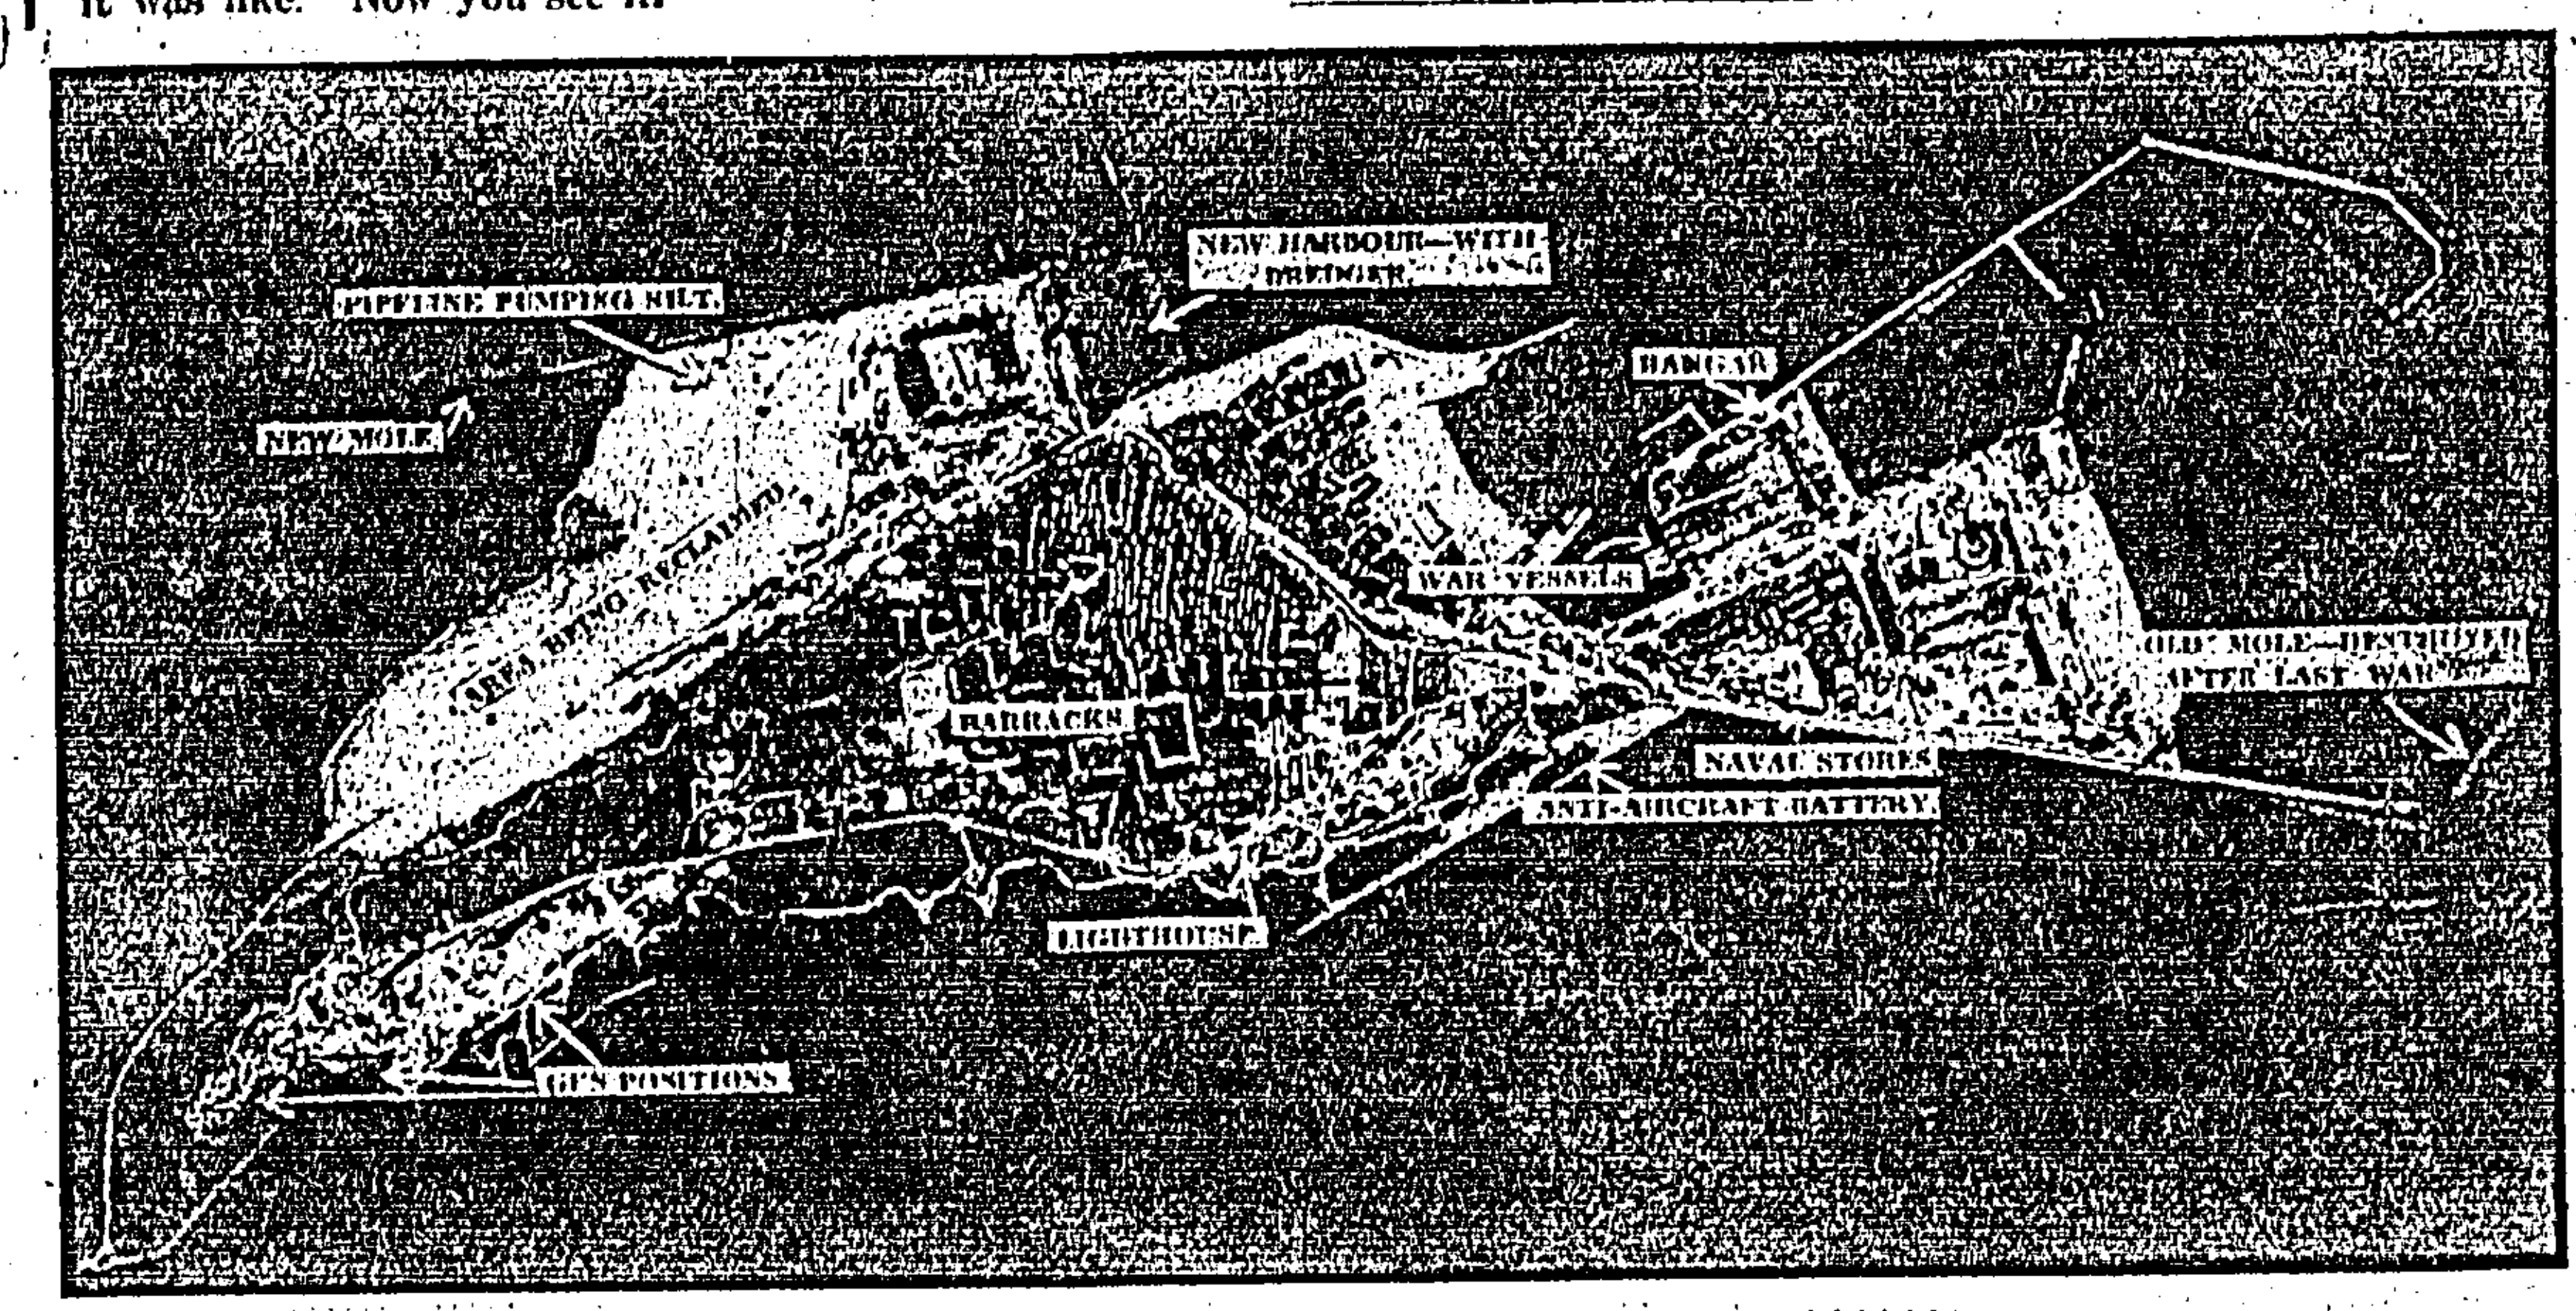 it was like. Now you see it.
NEW HARBOUR—WITH
DREDGER
PIPELINE PUMPING SILT.
HANGAR
NEW MOLE
AREA BEING RECLAIMED
WAR VESSELS
OLD MOLE—DESTROYED
AFTER LAST WAR
BARRACKS
NAVAL STORES
ANTI-AIRCRAFT BATTERY.
LIGHTHOUSE
GUN POSITIONS